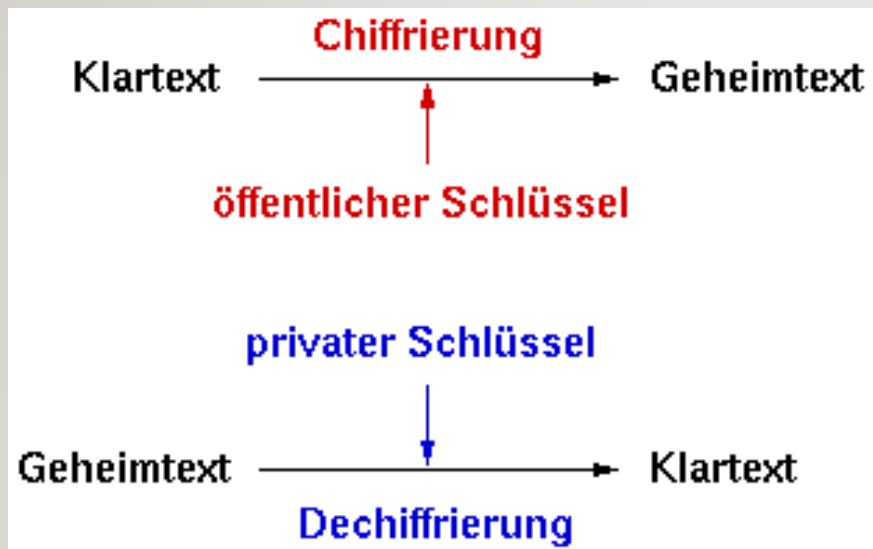 Chiffrierung
Klartext Geheimtext
öffentlicher Schlüssel
privater Schlüssel
Geheimtext Klartext
Dechiffrierung